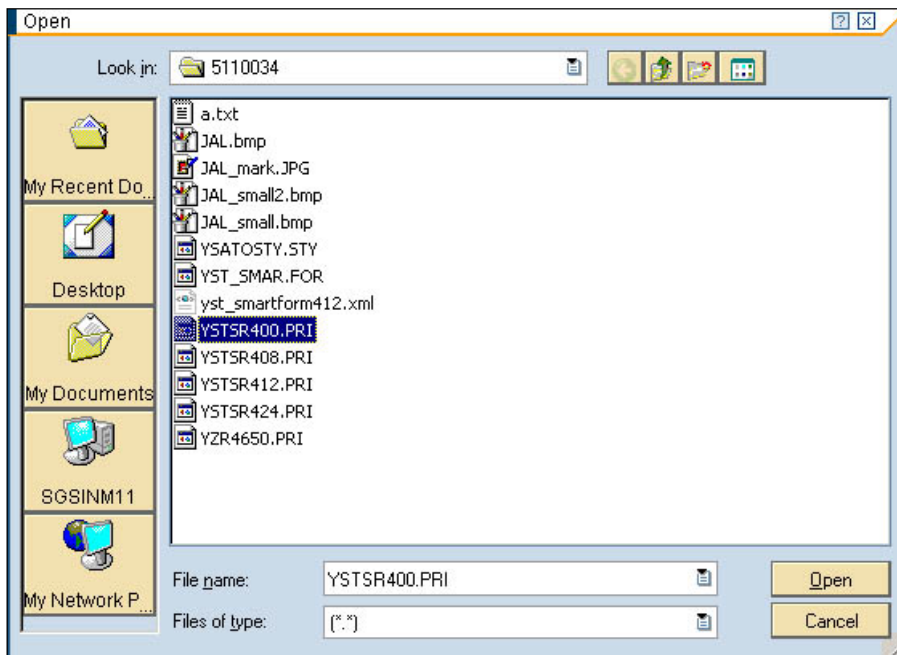 Open
Look in: 5110034
My Recent Do...
Desktop
My Documents
SGSINM11
My Network P...
a.txt
JAL.bmp
JAL_mark.JPG
JAL_small2.bmp
JAL_small.bmp
YSATOSTY.STY
YST_SMAR.FOR
yst_smartform412.xml
YSTSR400.PRI
YSTSR408.PRI
YSTSR412.PRI
YSTSR424.PRI
YZR4650.PRI
File name: YSTSR400.PRI Open
Files of type: (*.*) Cancel